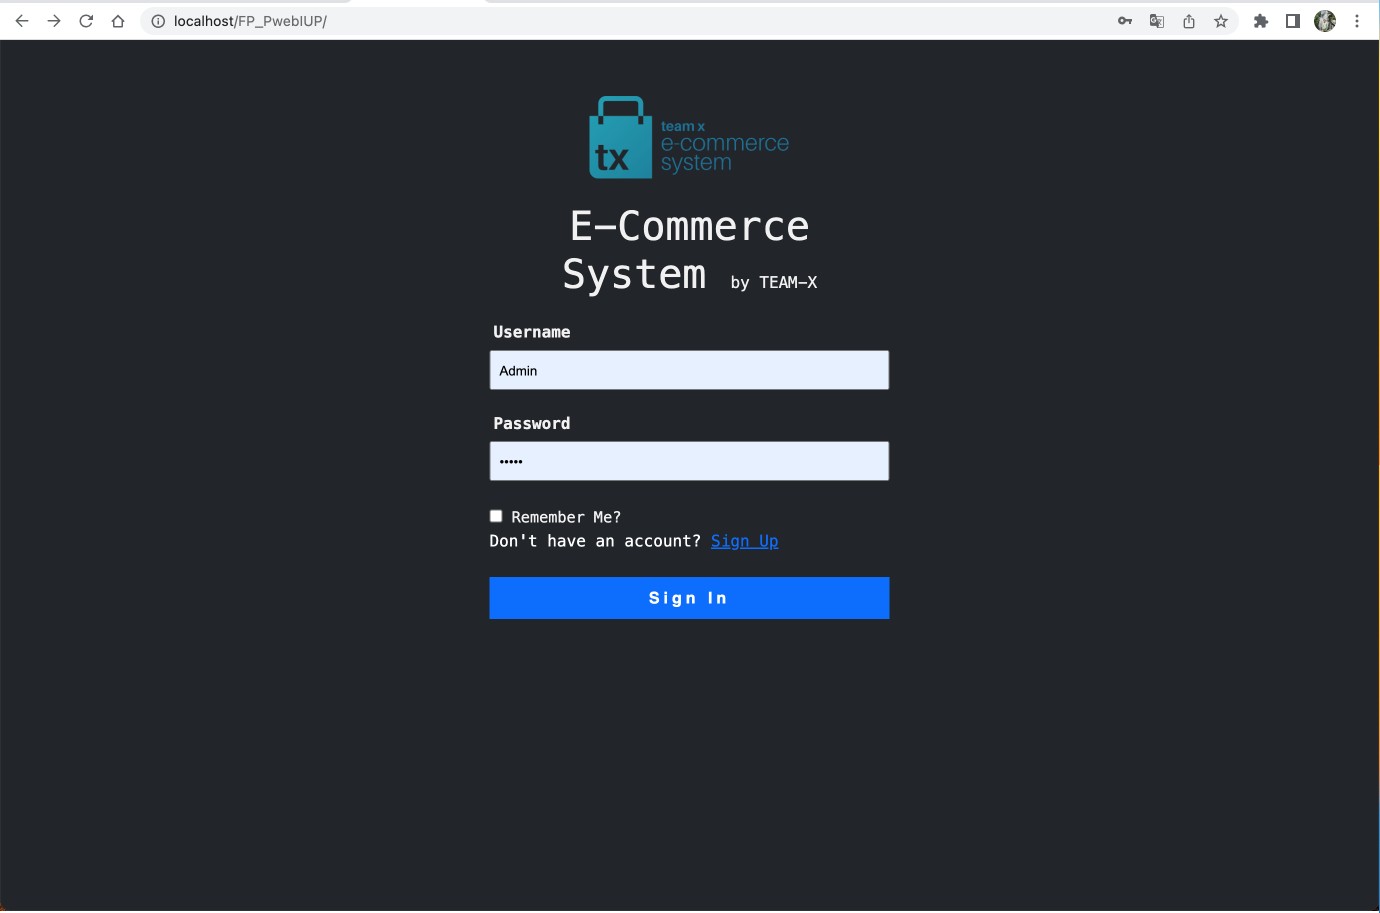 localhost/FP_PwebIUP/
team x
e-commerce
system
tx
E-Commerce
System by TEAM-X
Username
Admin
Password
•••••
Remember Me?
Don't have an account? Sign Up
Sign In